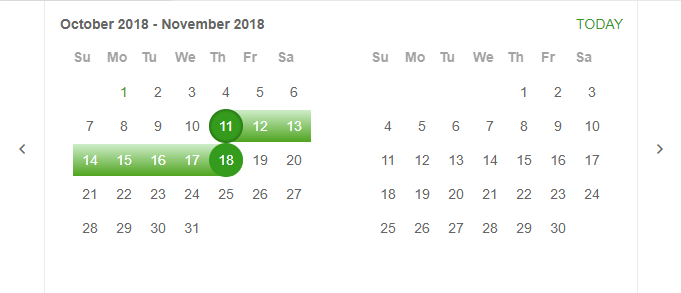 October 2018 - November 2018 TODAY
Su Mo Tu We Th Fr Sa Su Mo Tu We Th Fr Sa
1 2 3 4 5 6 1 2 3
7 8 9 10 11 12 13 4 5 6 7 8 9 10
14 15 16 17 18 19 20 11 12 13 14 15 16 17
21 22 23 24 25 26 27 18 19 20 21 22 23 24
28 29 30 31 25 26 27 28 29 30